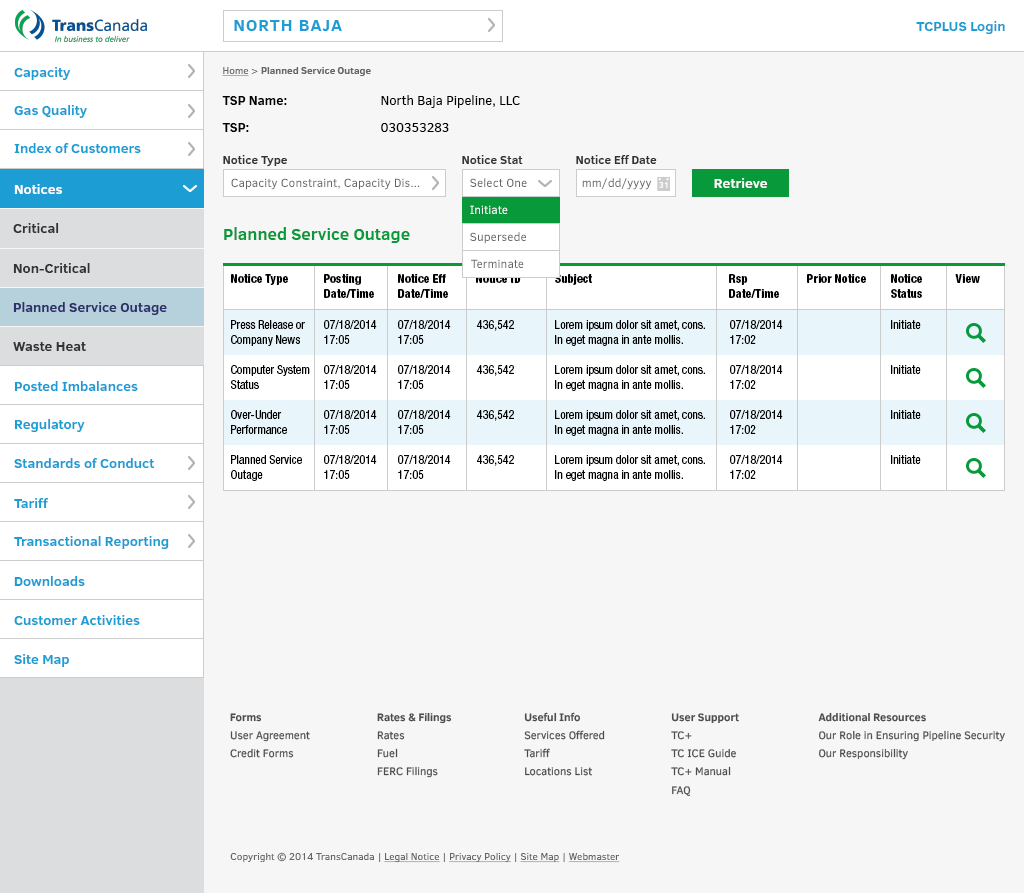 TransCanada
In business to deliver
NORTH BAJA
TCPLUS Login
Capacity
Gas Quality
Index of Customers
Notices
Critical
Non-Critical
Planned Service Outage
Waste Heat
Posted Imbalances
Regulatory
Standards of Conduct
Tariff
Transactional Reporting
Downloads
Customer Activities
Site Map
Home > Planned Service Outage
TSP Name: North Baja Pipeline, LLC
TSP: 030353283
Notice Type Notice Stat Notice Eff Date
Capacity Constraint, Capacity Dis... Select One mm/dd/yyyy 31 Retrieve
Initiate
Supersede
Terminate
Planned Service Outage
Notice Type Posting Notice Eff Notice ID Subject Rsp Prior Notice Notice View
Date/Time Date/Time Date/Time Status
Press Release or 07/18/2014 07/18/2014 436,542 Lorem ipsum dolor sit amet, cons. 07/18/2014 Initiate
Company News 17:05 17:05 In eget magna in ante mollis. 17:02
Computer System 07/18/2014 07/18/2014 436,542 Lorem ipsum dolor sit amet, cons. 07/18/2014 Initiate
Status 17:05 17:05 In eget magna in ante mollis. 17:02
Over-Under 07/18/2014 07/18/2014 436,542 Lorem ipsum dolor sit amet, cons. 07/18/2014 Initiate
Performance 17:05 17:05 In eget magna in ante mollis. 17:02
Planned Service 07/18/2014 07/18/2014 436,542 Lorem ipsum dolor sit amet, cons. 07/18/2014 Initiate
Outage 17:05 17:05 In eget magna in ante mollis. 17:02
Forms
User Agreement
Credit Forms
Rates & Filings
Rates
Fuel
FERC Filings
Useful Info
Services Offered
Tariff
Locations List
User Support
TC+
TC ICE Guide
TC+ Manual
FAQ
Additional Resources
Our Role in Ensuring Pipeline Security
Our Responsibility
Copyright © 2014 TransCanada | Legal Notice | Privacy Policy | Site Map | Webmaster